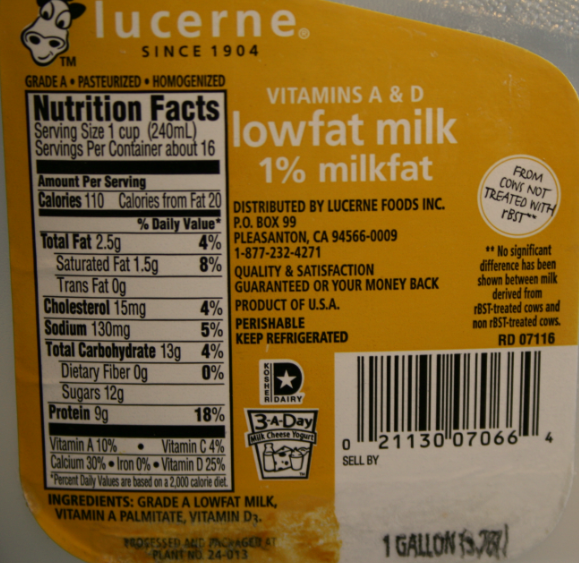 lucerne®
SINCE 1904
TM
GRADE A • PASTEURIZED • HOMOGENIZED
Nutrition Facts
Serving Size 1 cup (240mL)
Servings Per Container about 16
Amount Per Serving
Calories 110 Calories from Fat 20
% Daily Value*
Total Fat 2.5g 4%
Saturated Fat 1.5g 8%
Trans Fat 0g
Cholesterol 15mg 4%
Sodium 130mg 5%
Total Carbohydrate 13g 4%
Dietary Fiber 0g 0%
Sugars 12g
Protein 9g 18%
Vitamin A 10% • Vitamin C 4%
Calcium 30% • Iron 0% • Vitamin D 25%
*Percent Daily Values are based on a 2,000 calorie diet.
INGREDIENTS: GRADE A LOWFAT MILK,
VITAMIN A PALMITATE, VITAMIN D3.
PROCESSED AND PACKAGED AT
PLANT NO. 24-013
VITAMINS A & D
lowfat milk
1% milkfat
DISTRIBUTED BY LUCERNE FOODS INC.
P.O. BOX 99
PLEASANTON, CA 94566-0009
1-877-232-4271
QUALITY & SATISFACTION
GUARANTEED OR YOUR MONEY BACK
PRODUCT OF U.S.A.
PERISHABLE
KEEP REFRIGERATED
KOSHER
D
DAIRY
3-A-Day
Milk Cheese Yogurt
FROM
COWS NOT
TREATED WITH
rBST**
** No significant
difference has been
shown between milk
derived from
rBST-treated cows and
non rBST-treated cows.
RD 07116
0 21130 07066 4
SELL BY
1 GALLON (3.78L)